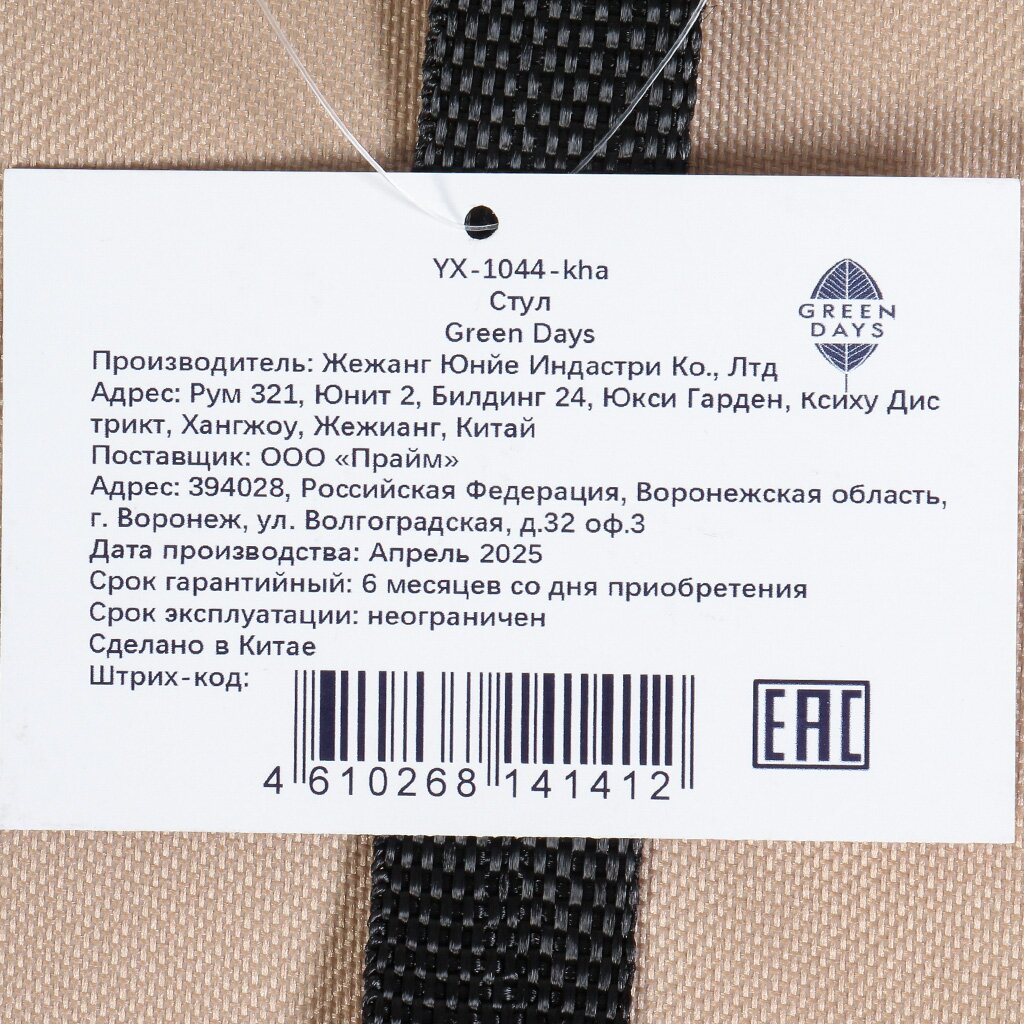 YX-1044-kha
Стул
Green Days
GREEN
DAYS
Производитель: Жежанг Юнйе Индастри Ко., Лтд
Адрес: Рум 321, Юнит 2, Билдинг 24, Юкси Гарден, Ксиху Дис
трикт, Хангжоу, Жежианг, Китай
Поставщик: ООО «Прайм»
Адрес: 394028, Российская Федерация, Воронежская область,
г. Воронеж, ул. Волгоградская, д.32 оф.3
Дата производства: Апрель 2025
Срок гарантийный: 6 месяцев со дня приобретения
Срок эксплуатации: неограничен
Сделано в Китае
Штрих-код:
4 610268 141412
EAC